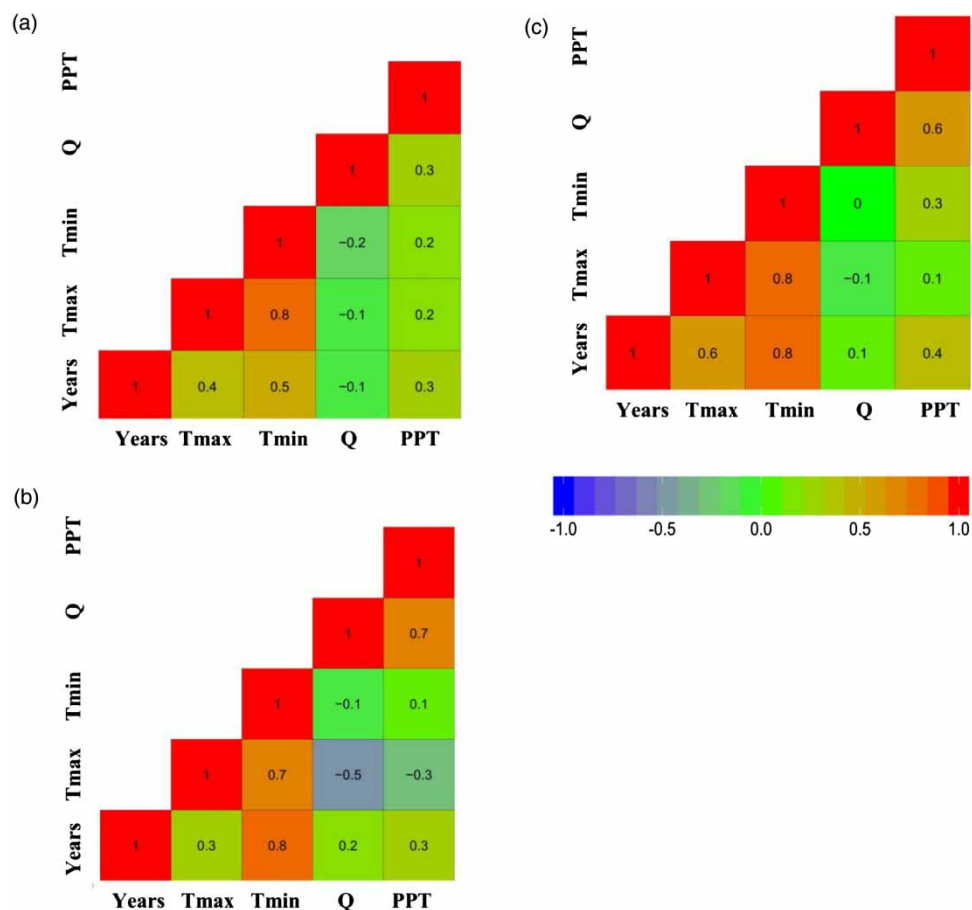 (a)
PPT
1
Q
1 0.3
Tmin
1 −0.2 0.2
Tmax
1 0.8 −0.1 0.2
Years
1 0.4 0.5 −0.1 0.3
Years Tmax Tmin Q PPT
(c)
PPT
1
Q
1 0.6
Tmin
1 0 0.3
Tmax
1 0.8 −0.1 0.1
Years
1 0.6 0.8 0.1 0.4
Years Tmax Tmin Q PPT
-1.0 -0.5 0.0 0.5 1.0
(b)
PPT
1
Q
1 0.7
Tmin
1 −0.1 0.1
Tmax
1 0.7 −0.5 −0.3
Years
1 0.3 0.8 0.2 0.3
Years Tmax Tmin Q PPT